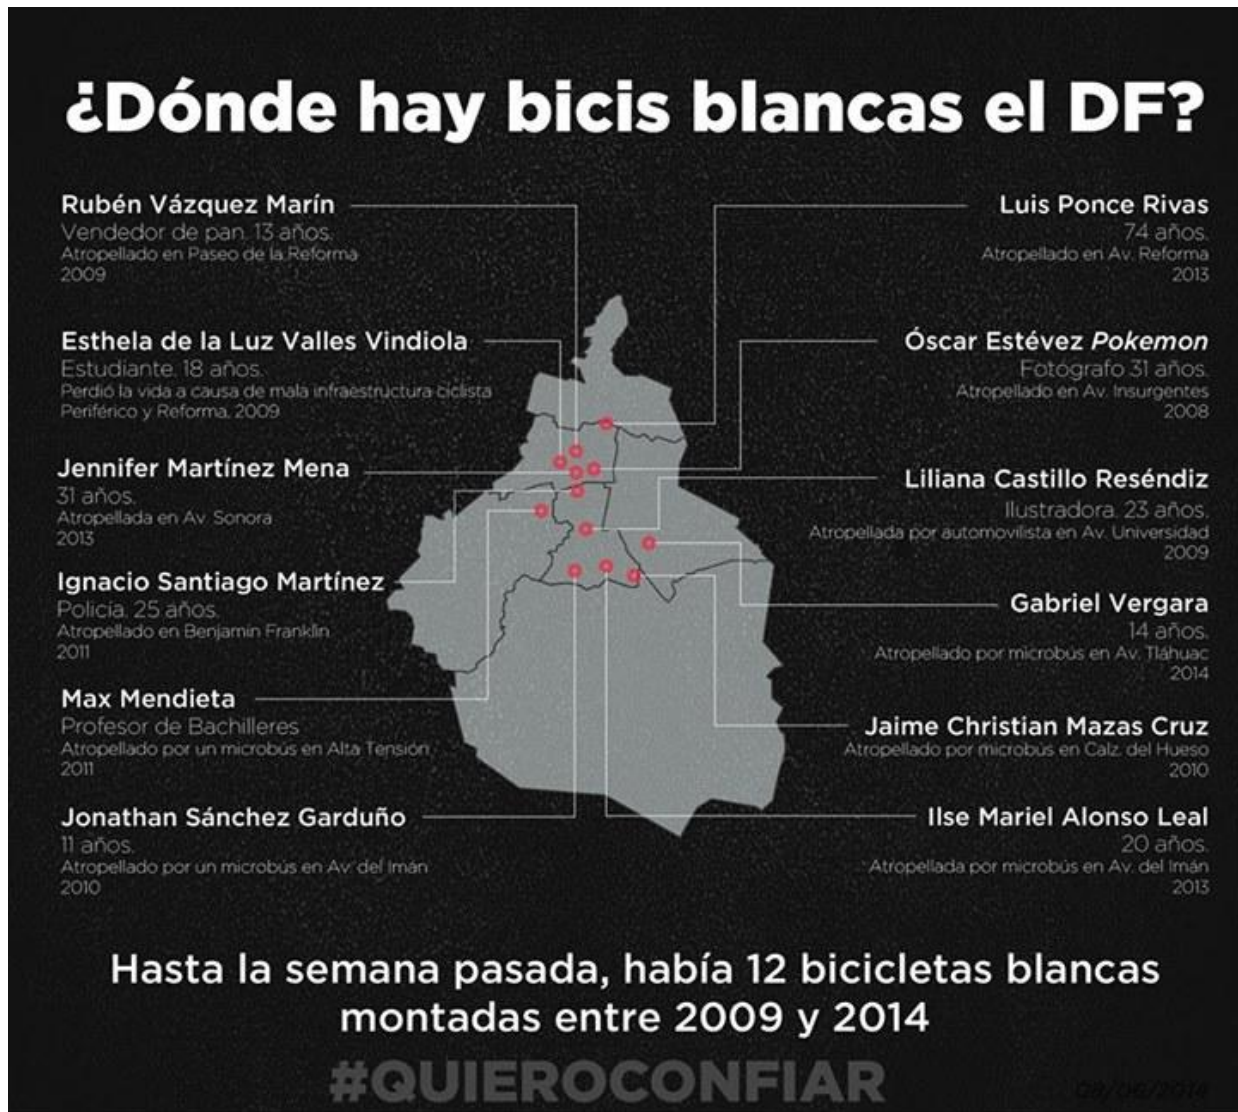 ¿Dónde hay bicis blancas el DF?
Rubén Vázquez Marín
Vendedor de pan. 13 años.
Atropellado en Paseo de la Reforma
2009
Esthela de la Luz Valles Vindiola
Estudiante. 18 años.
Perdió la vida a causa de mala infraestructura ciclista
Periférico y Reforma. 2009
Jennifer Martínez Mena
31 años.
Atropellada en Av. Sonora
2013
Ignacio Santiago Martínez
Policía. 25 años.
Atropellado en Benjamin Franklin
2011
Max Mendieta
Profesor de Bachilleres
Atropellado por un microbús en Alta Tensión
2011
Jonathan Sánchez Garduño
11 años.
Atropellado por un microbús en Av. del Imán
2010
Luis Ponce Rivas
74 años.
Atropellado en Av. Reforma
2013
Óscar Estévez Pokemon
Fotógrafo 31 años.
Atropellado en Av. Insurgentes
2008
Liliana Castillo Reséndiz
Ilustradora. 23 años.
Atropellada por automovilista en Av. Universidad
2009
Gabriel Vergara
14 años.
Atropellado por microbús en Av. Tláhuac
2014
Jaime Christian Mazas Cruz
Atropellado por microbús en Calz. del Hueso
2010
Ilse Mariel Alonso Leal
20 años.
Atropellada por microbús en Av. del Imán
2013
Hasta la semana pasada, había 12 bicicletas blancas
montadas entre 2009 y 2014
#QUIEROCONFIAR